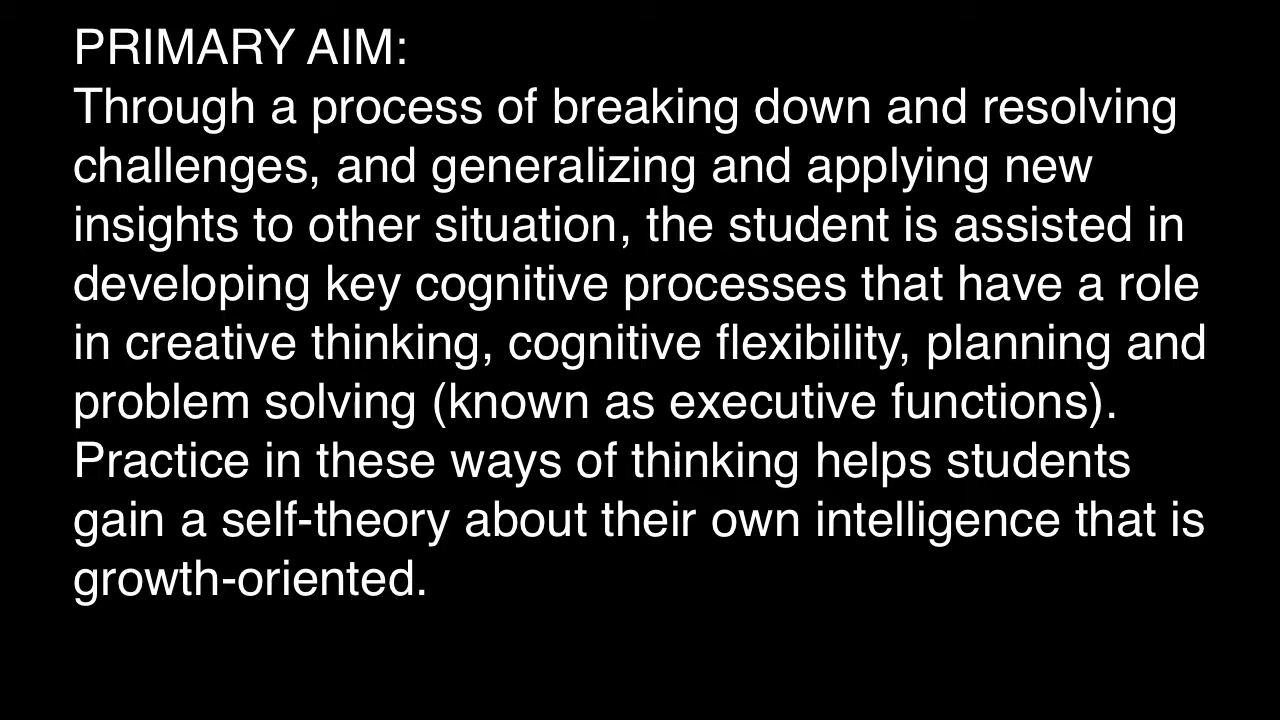 PRIMARY AIM:
Through a process of breaking down and resolving
challenges, and generalizing and applying new
insights to other situation, the student is assisted in
developing key cognitive processes that have a role
in creative thinking, cognitive flexibility, planning and
problem solving (known as executive functions).
Practice in these ways of thinking helps students
gain a self-theory about their own intelligence that is
growth-oriented.